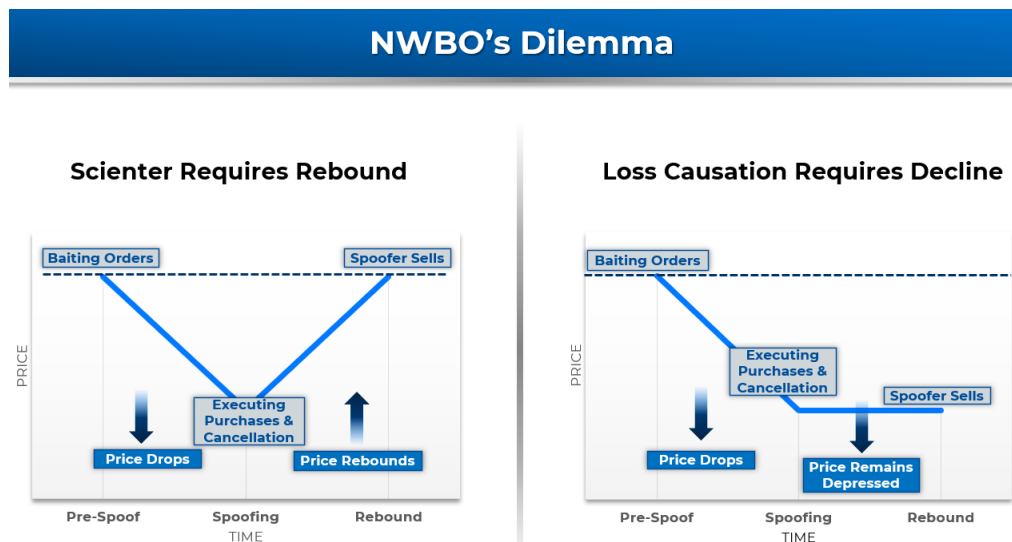 NWBO's Dilemma
Scienter Requires Rebound
Baiting Orders
Spoofer Sells
PRICE
Executing
Purchases &
Cancellation
Price Drops
Price Rebounds
Pre-Spoof
Spoofing
Rebound
TIME
Loss Causation Requires Decline
Baiting Orders
PRICE
Executing
Purchases &
Cancellation
Spoofer Sells
Price Drops
Price Remains
Depressed
Pre-Spoof
Spoofing
Rebound
TIME